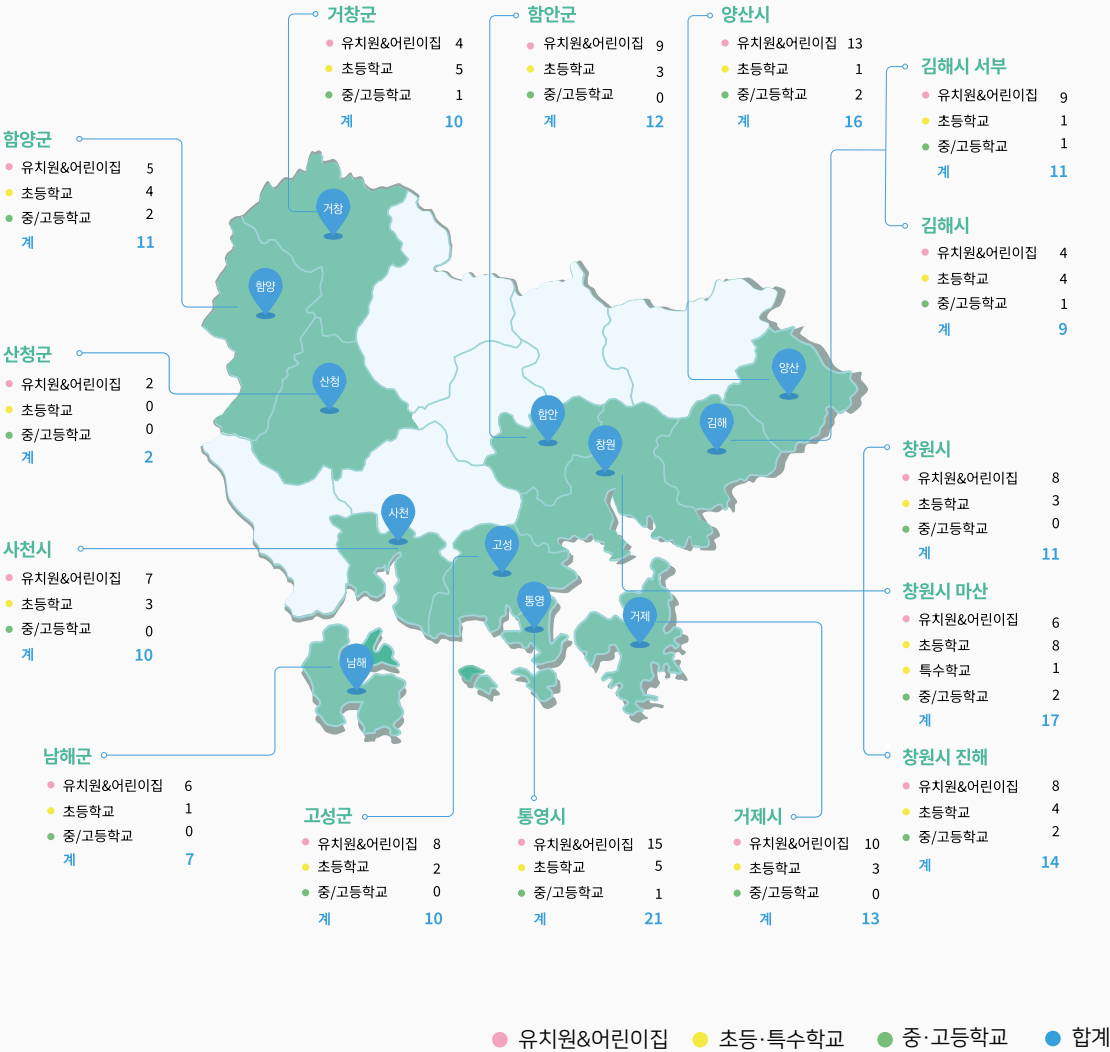 거창군
유치원&어린이집 4
초등학교 5
중/고등학교 1
계 10
함안군
유치원&어린이집 9
초등학교 3
중/고등학교 0
계 12
양산시
유치원&어린이집 13
초등학교 1
중/고등학교 2
계 16
김해시 서부
유치원&어린이집 9
초등학교 1
중/고등학교 1
계 11
함양군
유치원&어린이집 5
초등학교 4
중/고등학교 2
계 11
김해시
유치원&어린이집 4
초등학교 4
중/고등학교 1
계 9
산청군
유치원&어린이집 2
초등학교 0
중/고등학교 0
계 2
거창
함양
산청
양산
함안
김해
창원
사천
고성
통영
거제
남해
창원시
유치원&어린이집 8
초등학교 3
중/고등학교 0
계 11
사천시
유치원&어린이집 7
초등학교 3
중/고등학교 0
계 10
창원시 마산
유치원&어린이집 6
초등학교 8
특수학교 1
중/고등학교 2
계 17
남해군
유치원&어린이집 6
초등학교 1
중/고등학교 0
계 7
창원시 진해
유치원&어린이집 8
초등학교 4
중/고등학교 2
계 14
고성군
유치원&어린이집 8
초등학교 2
중/고등학교 0
계 10
통영시
유치원&어린이집 15
초등학교 5
중/고등학교 1
계 21
거제시
유치원&어린이집 10
초등학교 3
중/고등학교 0
계 13
유치원&어린이집 초등·특수학교 중·고등학교 합계